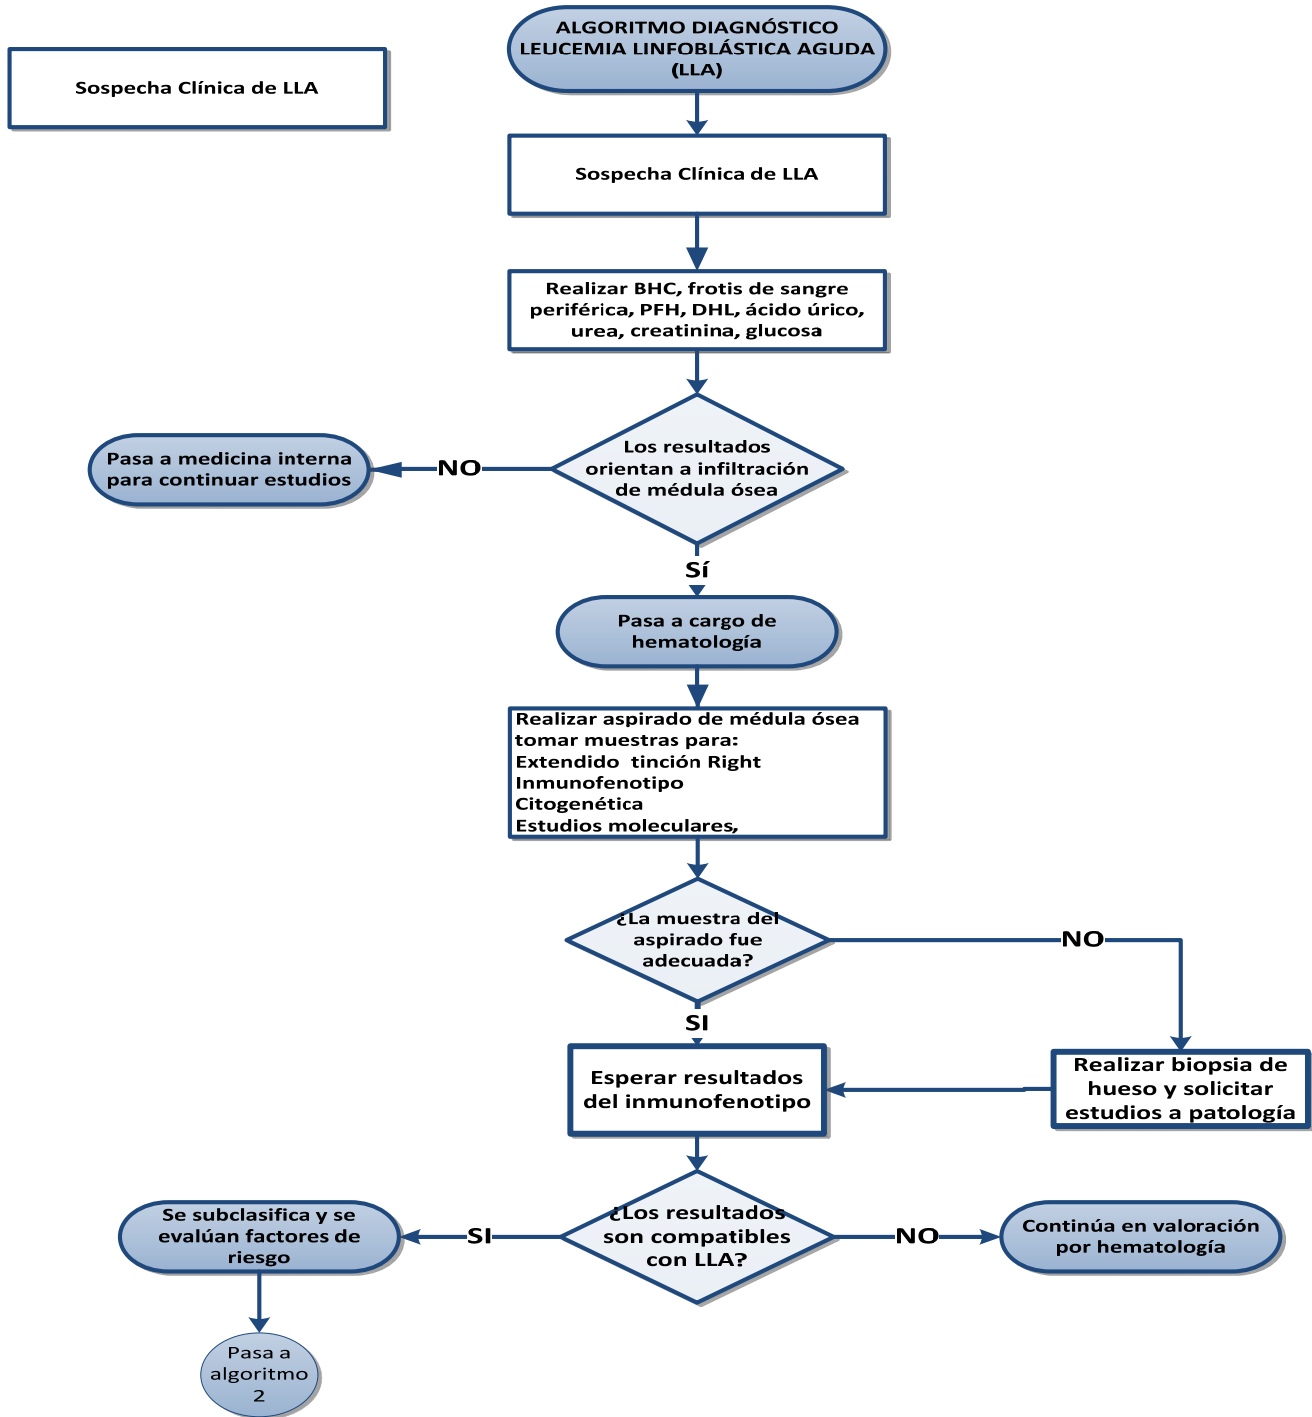 ALGORITMO DIAGNÓSTICO
LEUCEMIA LINFOBLÁSTICA AGUDA
(LLA)
Sospecha Clínica de LLA
Sospecha Clínica de LLA
Realizar BHC, frotis de sangre
periférica, PFH, DHL, ácido úrico,
urea, creatinina, glucosa
Los resultados
orientan a infiltración
de médula ósea
NO
Pasa a medicina interna
para continuar estudios
Sí
Pasa a cargo de
hematología
Realizar aspirado de médula ósea
tomar muestras para:
Extendido tinción Right
Inmunofenotipo
Citogenética
Estudios moleculares,
¿La muestra del
aspirado fue
adecuada?
NO
SI
Realizar biopsia de
hueso y solicitar
estudios a patología
Esperar resultados
del inmunofenotipo
¿Los resultados
son compatibles
con LLA?
SI
NO
Se subclasifica y se
evalúan factores de
riesgo
Continúa en valoración
por hematología
Pasa a
algoritmo
2